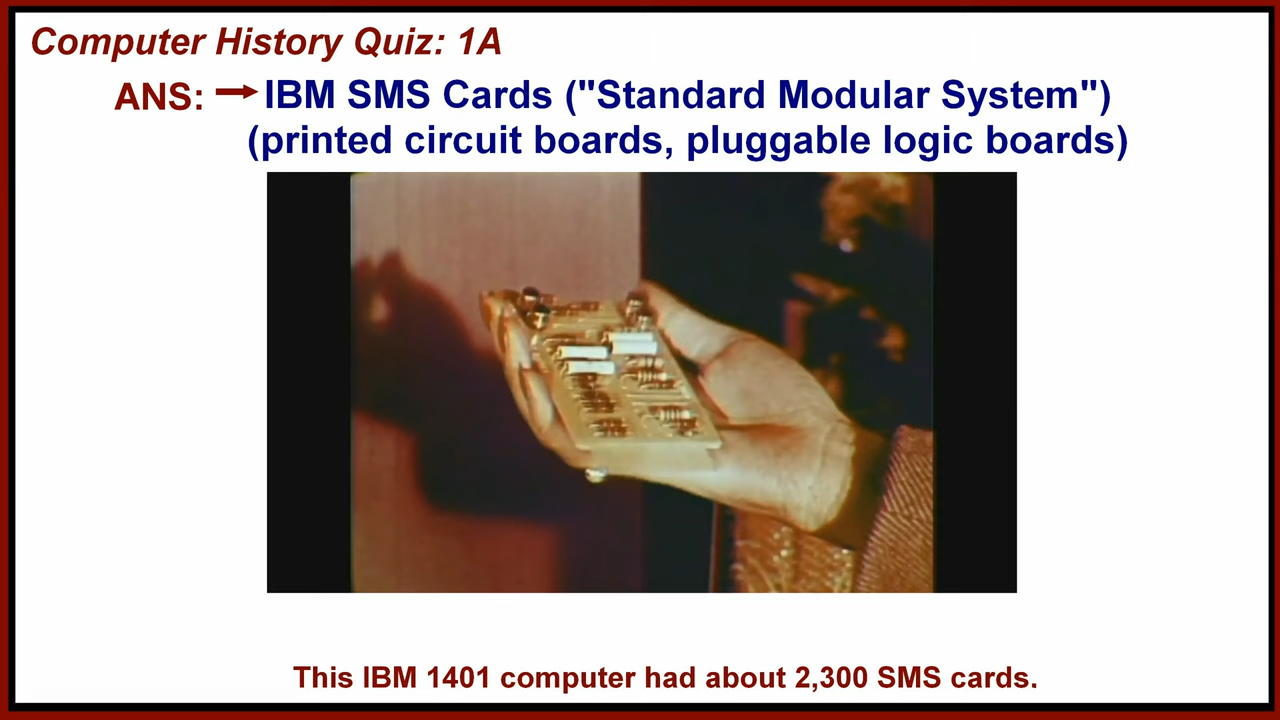 Computer History Quiz: 1A
ANS: → IBM SMS Cards ("Standard Modular System")
(printed circuit boards, pluggable logic boards)
This IBM 1401 computer had about 2,300 SMS cards.